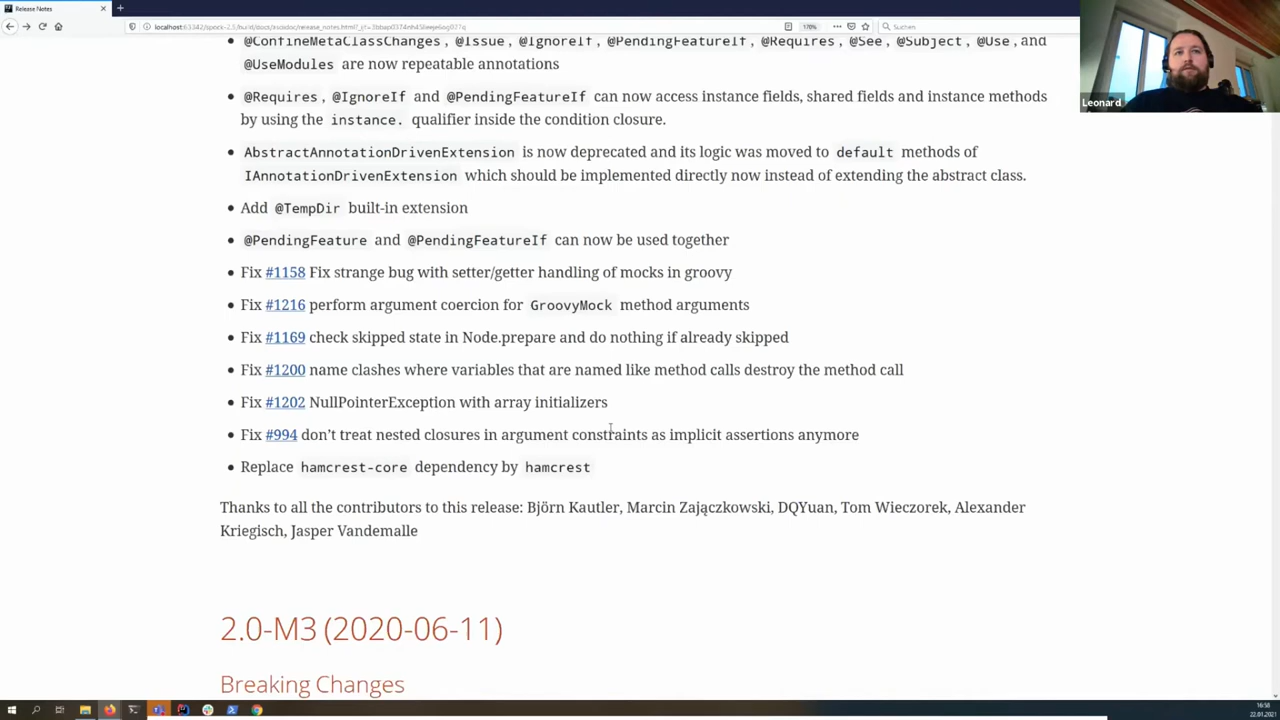 Release Notes
170%
Suchen
@ConfineMetaClassChanges, @Issue, @IgnoreIf, @PendingFeatureIf, @Requires, @See, @Subject, @Use, and
@UseModules are now repeatable annotations
@Requires, @IgnoreIf and @PendingFeatureIf can now access instance fields, shared fields and instance methods
by using the instance. qualifier inside the condition closure.
Leonard
AbstractAnnotationDrivenExtension is now deprecated and its logic was moved to default methods of
IAnnotationDrivenExtension which should be implemented directly now instead of extending the abstract class.
Add @TempDir built-in extension
@PendingFeature and @PendingFeatureIf can now be used together
Fix #1158 Fix strange bug with setter/getter handling of mocks in groovy
Fix #1216 perform argument coercion for GroovyMock method arguments
Fix #1169 check skipped state in Node.prepare and do nothing if already skipped
Fix #1200 name clashes where variables that are named like method calls destroy the method call
Fix #1202 NullPointerException with array initializers
Fix #994 don’t treat nested closures in argument constraints as implicit assertions anymore
Replace hamcrest-core dependency by hamcrest
Thanks to all the contributors to this release: Björn Kautler, Marcin Zajączkowski, DQYuan, Tom Wieczorek, Alexander
Kriegisch, Jasper Vandemalle
2.0-M3 (2020-06-11)
Breaking Changes
16:58
22.01.2021